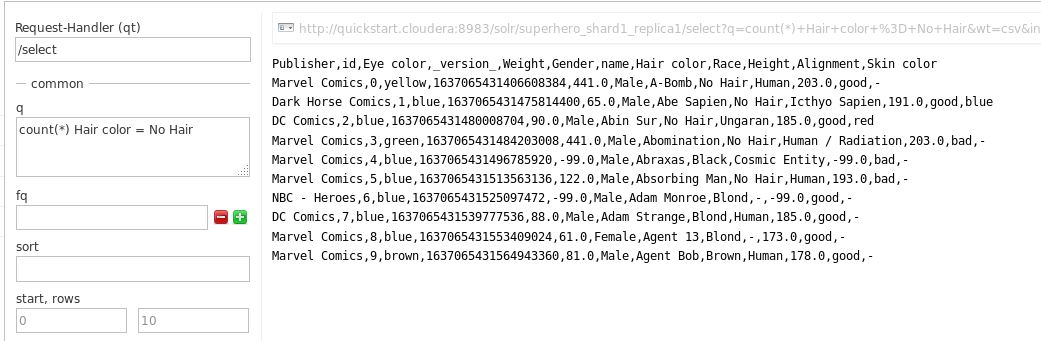 Request-Handler (qt)
/select
common
q
count(*) Hair color = No Hair
fq
sort
start, rows
0
10
http://quickstart.cloudera:8983/solr/superhero_shard1_replica1/select?q=count(*)+Hair+color+%3D+No+Hair&wt=csv&in
Publisher,id,Eye color,_version_,Weight,Gender,name,Hair color,Race,Height,Alignment,Skin color
Marvel Comics,0,yellow,1637065431406608384,441.0,Male,A-Bomb,No Hair,Human,203.0,good,-
Dark Horse Comics,1,blue,1637065431475814400,65.0,Male,Abe Sapien,No Hair,Icthyo Sapien,191.0,good,blue
DC Comics,2,blue,1637065431480008704,90.0,Male,Abin Sur,No Hair,Ungaran,185.0,good,red
Marvel Comics,3,green,1637065431484203008,441.0,Male,Abomination,No Hair,Human / Radiation,203.0,bad,-
Marvel Comics,4,blue,1637065431496785920,-99.0,Male,Abraxas,Black,Cosmic Entity,-99.0,bad,-
Marvel Comics,5,blue,1637065431513563136,122.0,Male,Absorbing Man,No Hair,Human,193.0,bad,-
NBC - Heroes,6,blue,1637065431525097472,-99.0,Male,Adam Monroe,Blond,-,-99.0,good,-
DC Comics,7,blue,1637065431539777536,88.0,Male,Adam Strange,Blond,Human,185.0,good,-
Marvel Comics,8,blue,1637065431553409024,61.0,Female,Agent 13,Blond,-,173.0,good,-
Marvel Comics,9,brown,1637065431564943360,81.0,Male,Agent Bob,Brown,Human,178.0,good,-